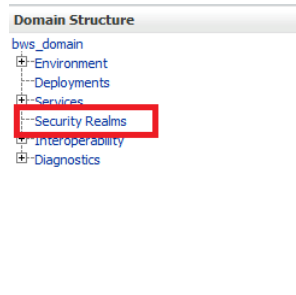 Domain Structure
bws_domain
Environment
Deployments
Services
Security Realms
Interoperability
Diagnostics